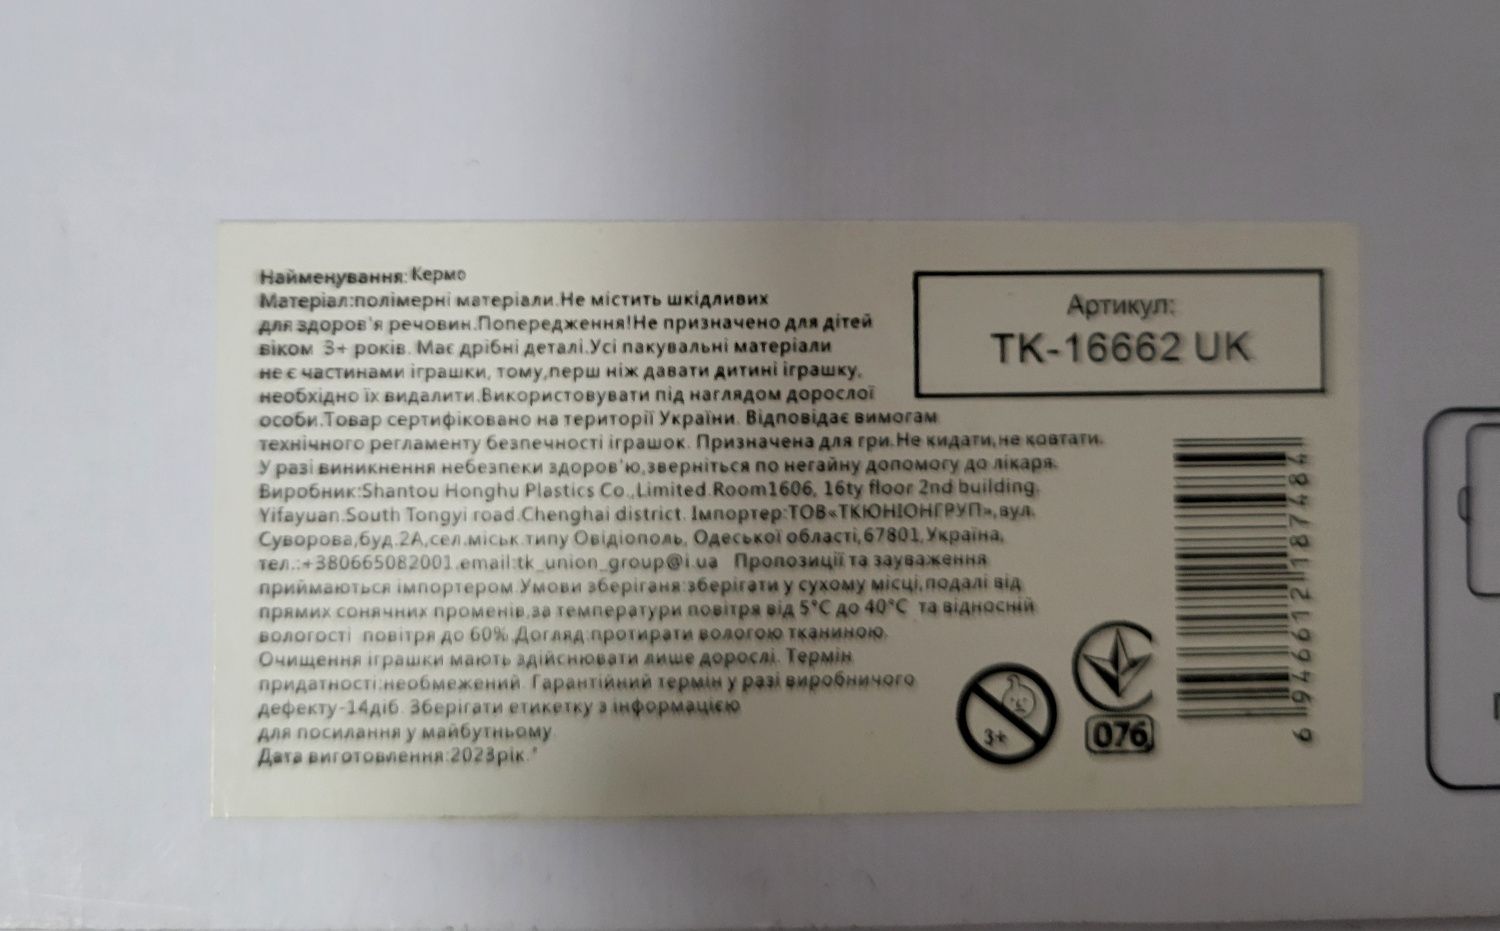 Найменування: Кермо
Матеріал:полімерні матеріали.Не містить шкідливих
для здоров'я речовин.Попередження!Не призначено для дітей
віком 3+ років. Має дрібні деталі.Усі пакувальні матеріали
не є частинами іграшки, тому,перш ніж давати дитині іграшку,
необхідно їх видалити.Використовувати під наглядом дорослої
особи.Товар сертифіковано на території України. Відповідає вимогам
технічного регламенту безпечності іграшок. Призначена для гри.Не кидати,не ковтати.
У разі виникнення небезпеки здоров'ю,зверніться по негайну допомогу до лікаря.
Виробник:Shantou Honghu Plastics Co.,Limited.Room1606, 16ty floor 2nd building.
Yifayuan.South Tongyi road.Chenghai district. Імпортер:ТОВ«ТКЮНІОНГРУП»,вул.
Суворова,буд.2А,сел.міськ.типу Овідіополь, Одеської області,67801,Україна,
тел.:+380665082001.email:tk_union_group@i.ua Пропозиції та зауваження
приймаються імпортером.Умови зберіганя:зберігати у сухому місці,подалі від
прямих сонячних променів,за температури повітря від 5°C до 40°C та відносній
вологості повітря до 60%.Догляд:протирати вологою тканиною.
Очищення іграшки мають здійснювати лише дорослі. Термін
придатності:необмежений. Гарантійний термін у разі виробничого
дефекту-14діб. Зберігати етикетку з інформацією
для посилання у майбутньому.
Дата виготовлення:2023рік."
Артикул:
TK-16662 UK
3+
076
6946612187487